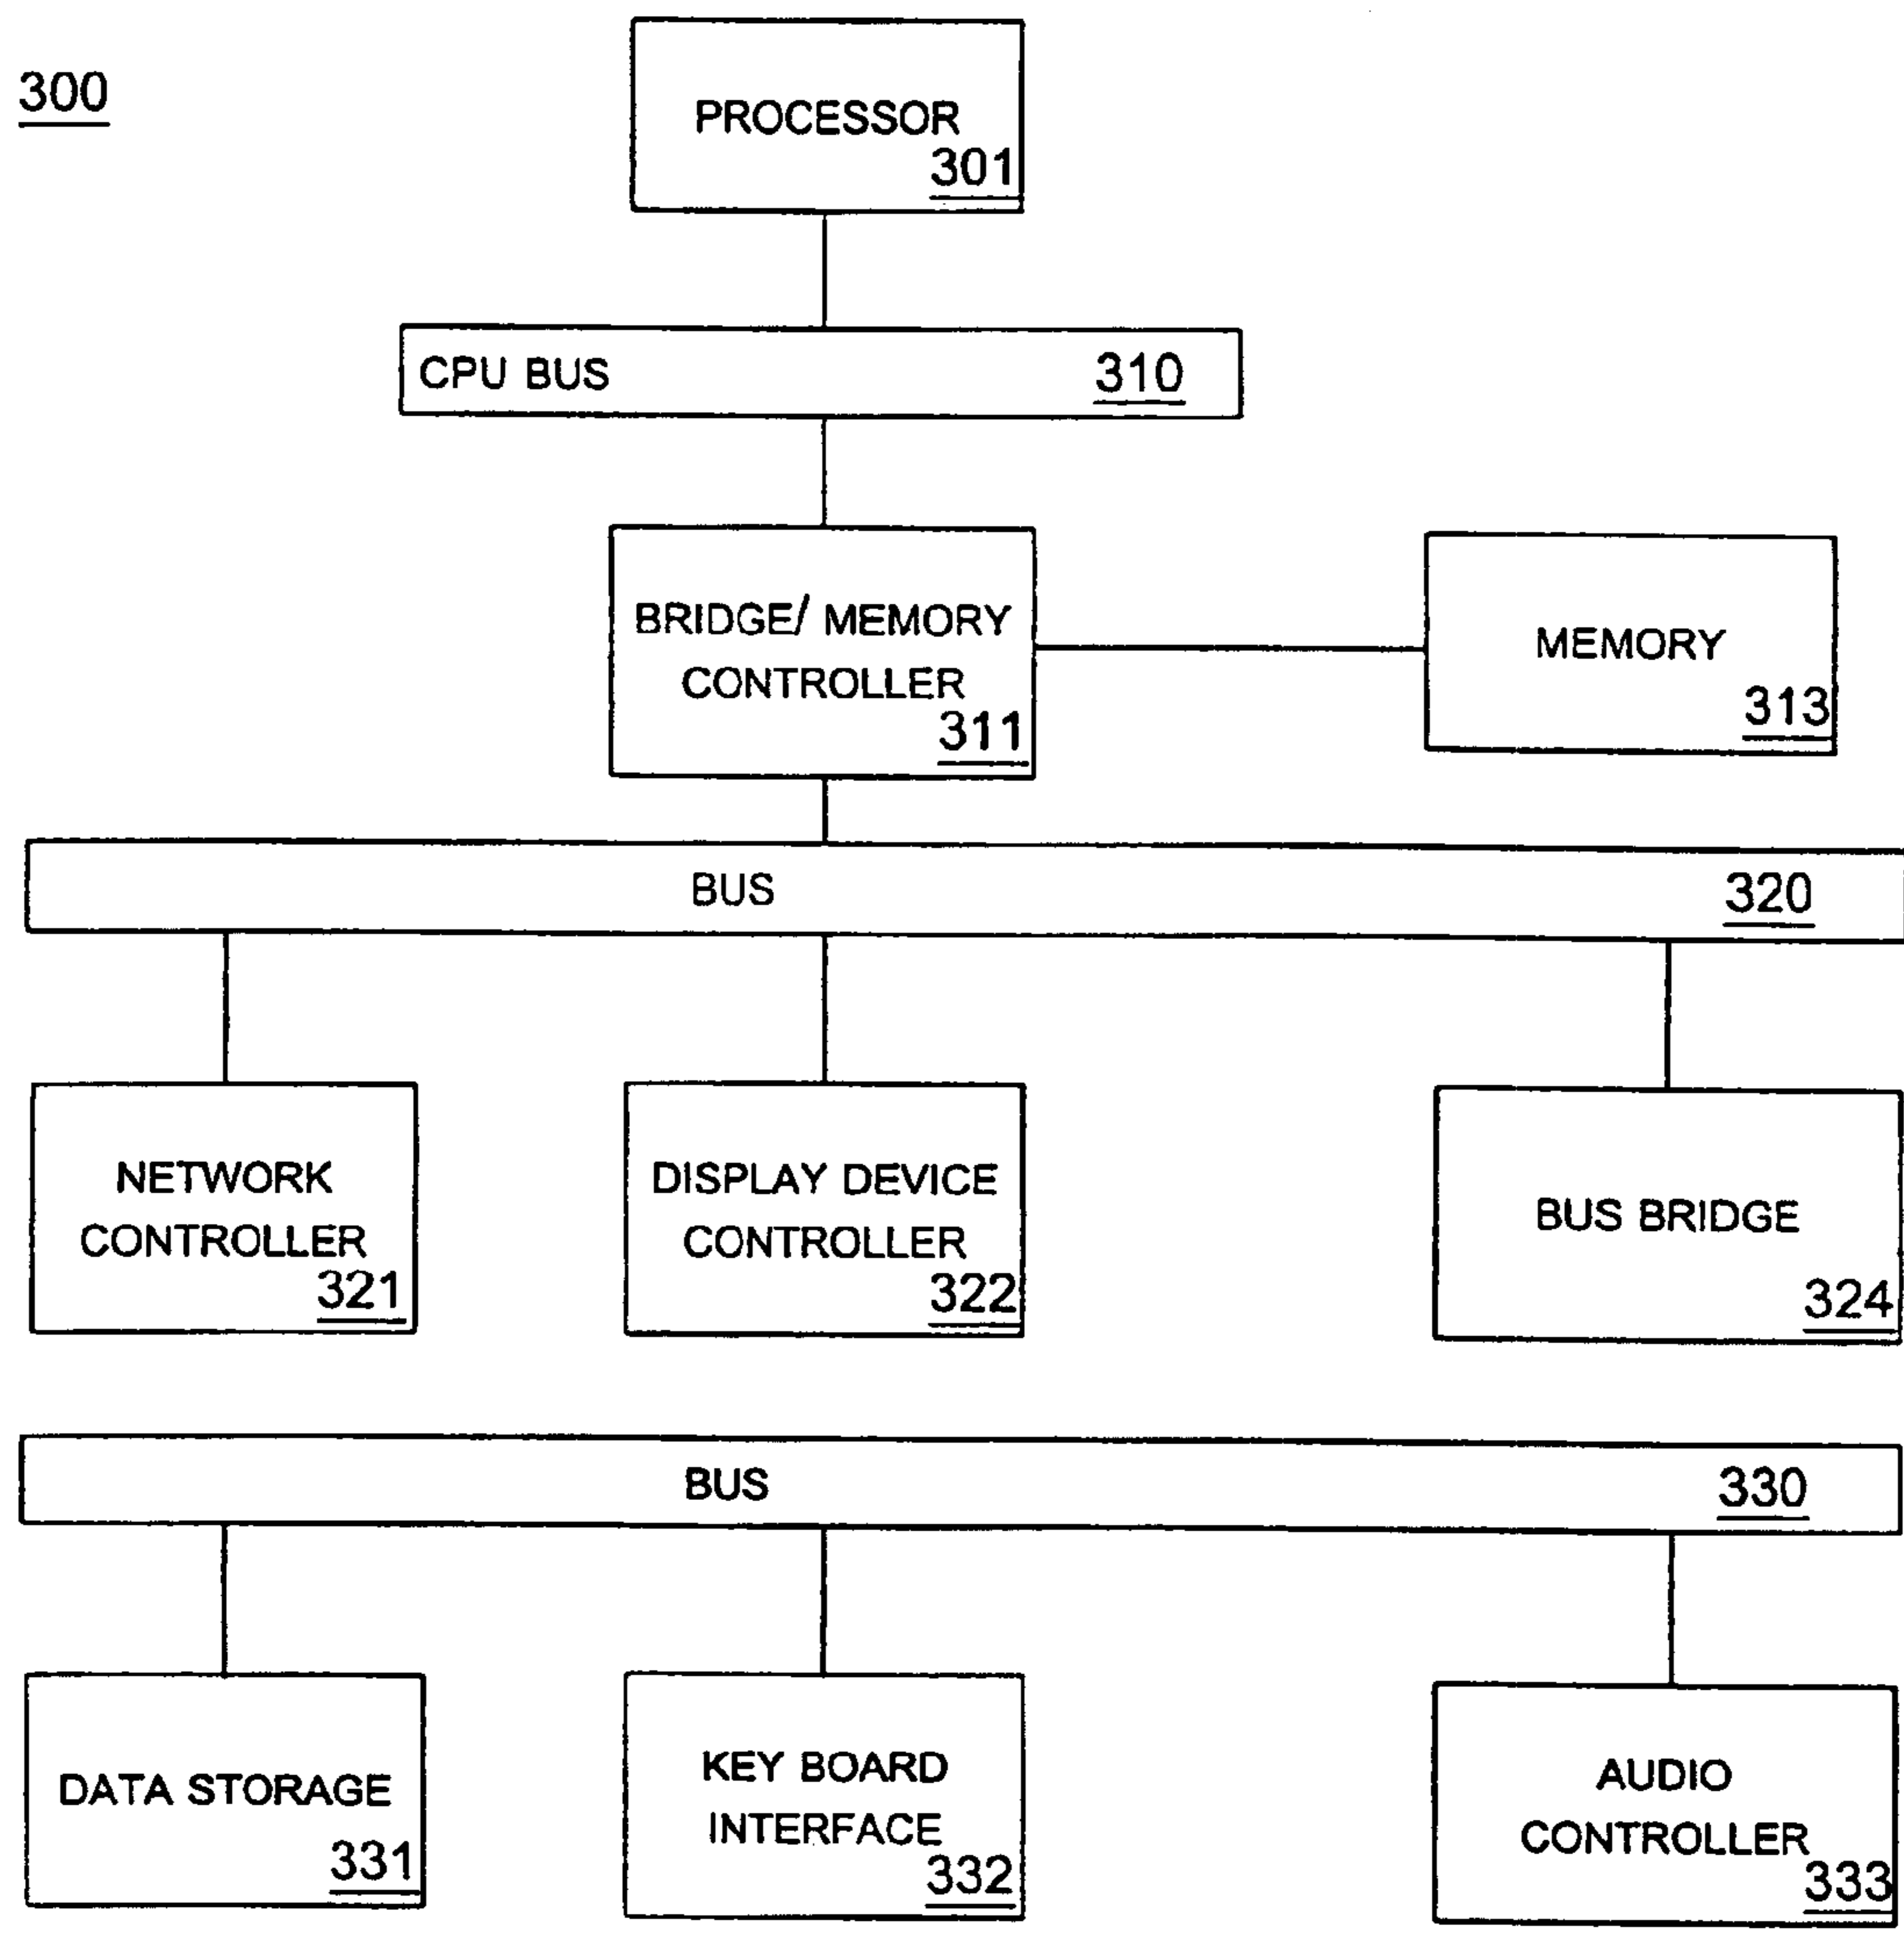 300
PROCESSOR
301
CPU BUS 310
BRIDGE/ MEMORY
CONTROLLER
311
MEMORY
313
BUS 320
NETWORK
CONTROLLER
321
DISPLAY DEVICE
CONTROLLER
322
BUS BRIDGE
324
BUS 330
DATA STORAGE
331
KEY BOARD
INTERFACE
332
AUDIO
CONTROLLER
333